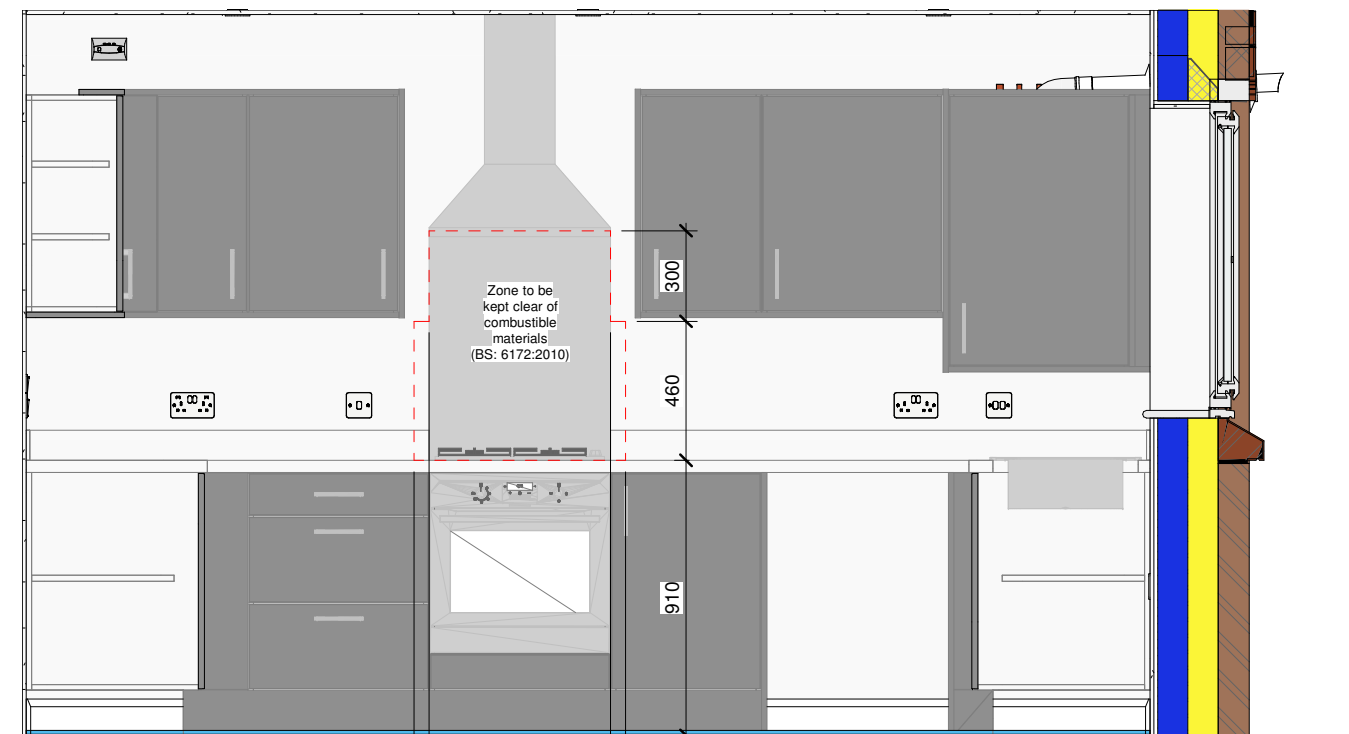 Zone to be
kept clear of
combustible
materials
(BS: 6172:2010)
300
460
910